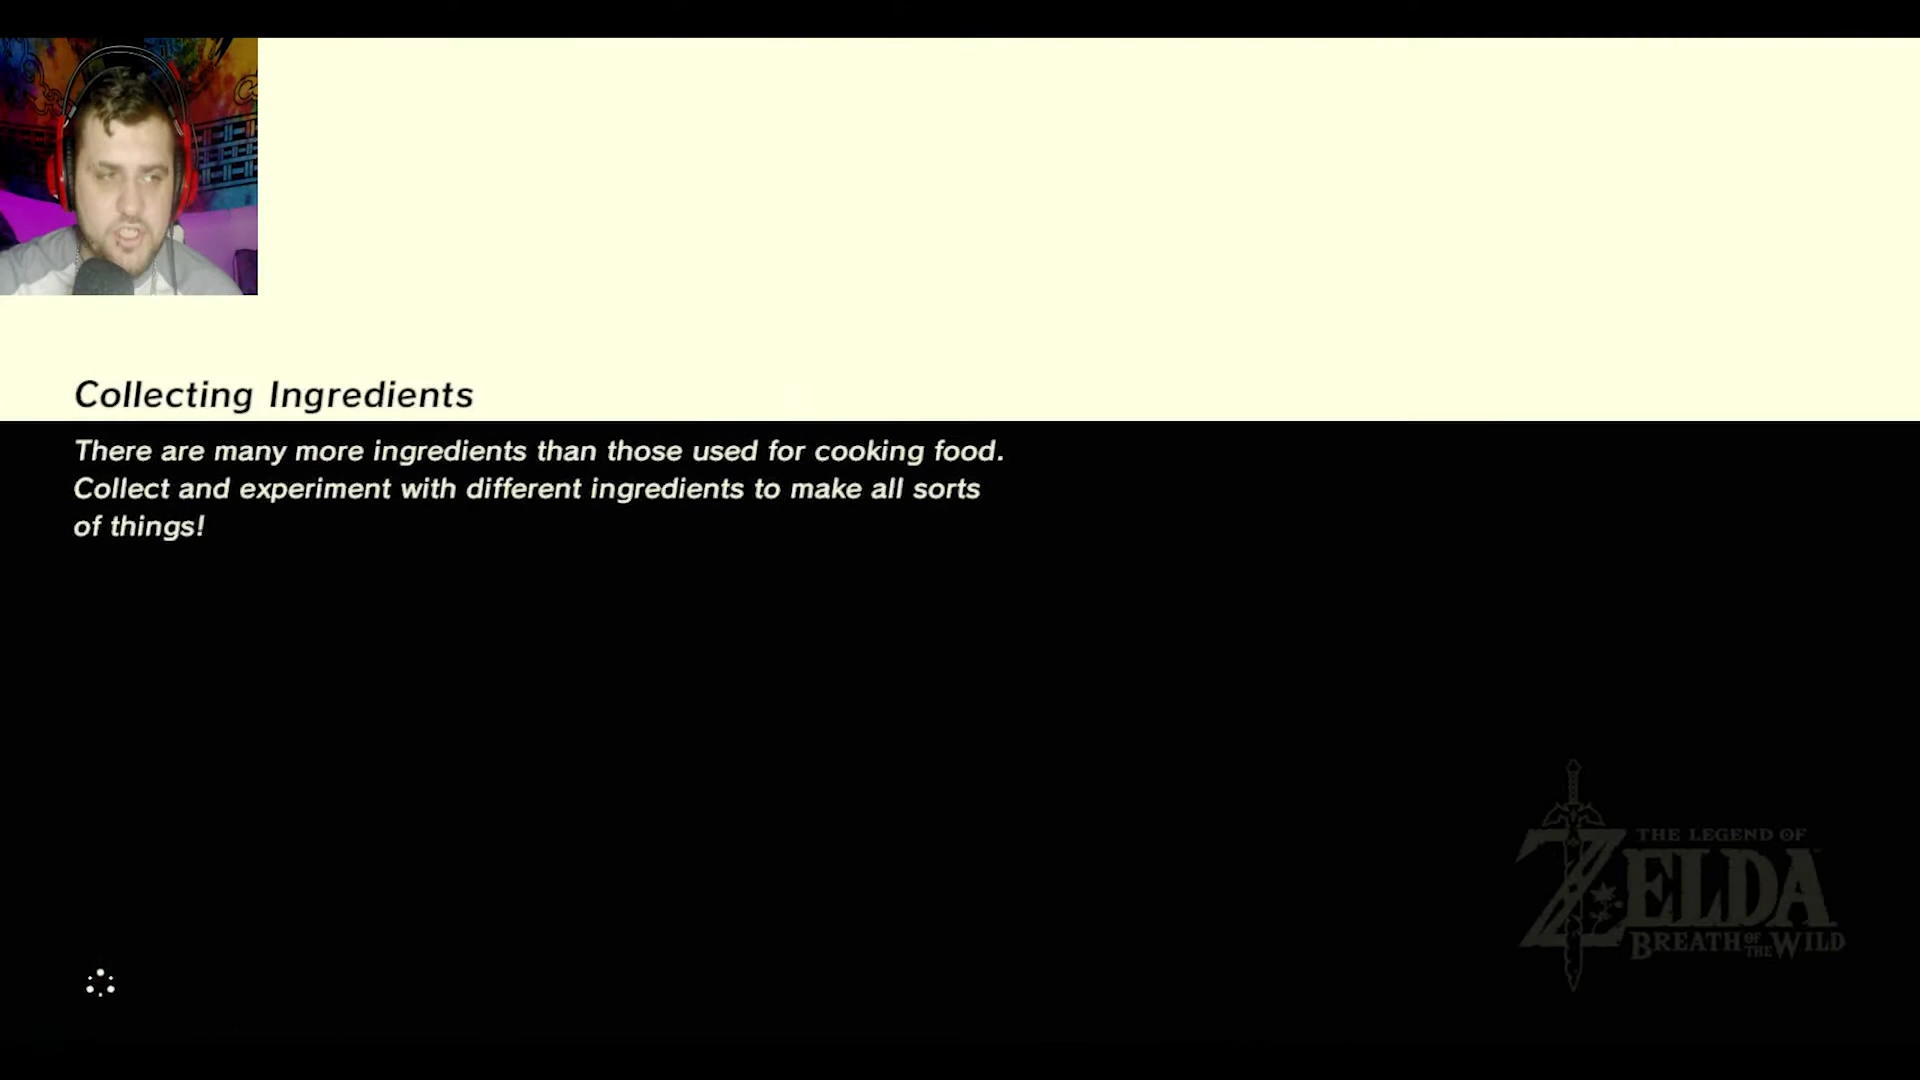 Collecting Ingredients
There are many more ingredients than those used for cooking food.
Collect and experiment with different ingredients to make all sorts
of things!
THE LEGEND OF
ZELDA
BREATH OF THE WILD